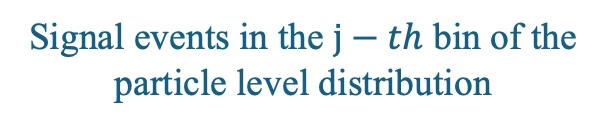 Signal events in the j − th bin of the
particle level distribution